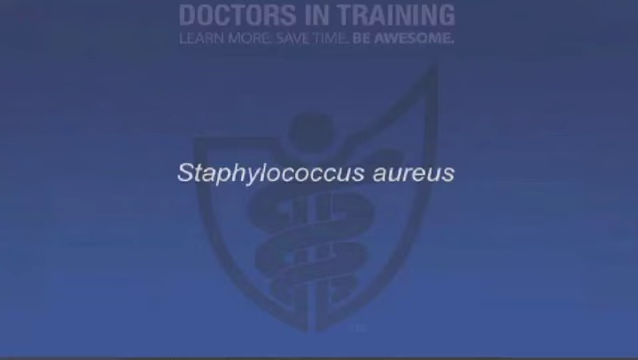 DOCTORS IN TRAINING
LEARN MORE. SAVE TIME. BE AWESOME.
Staphylococcus aureus